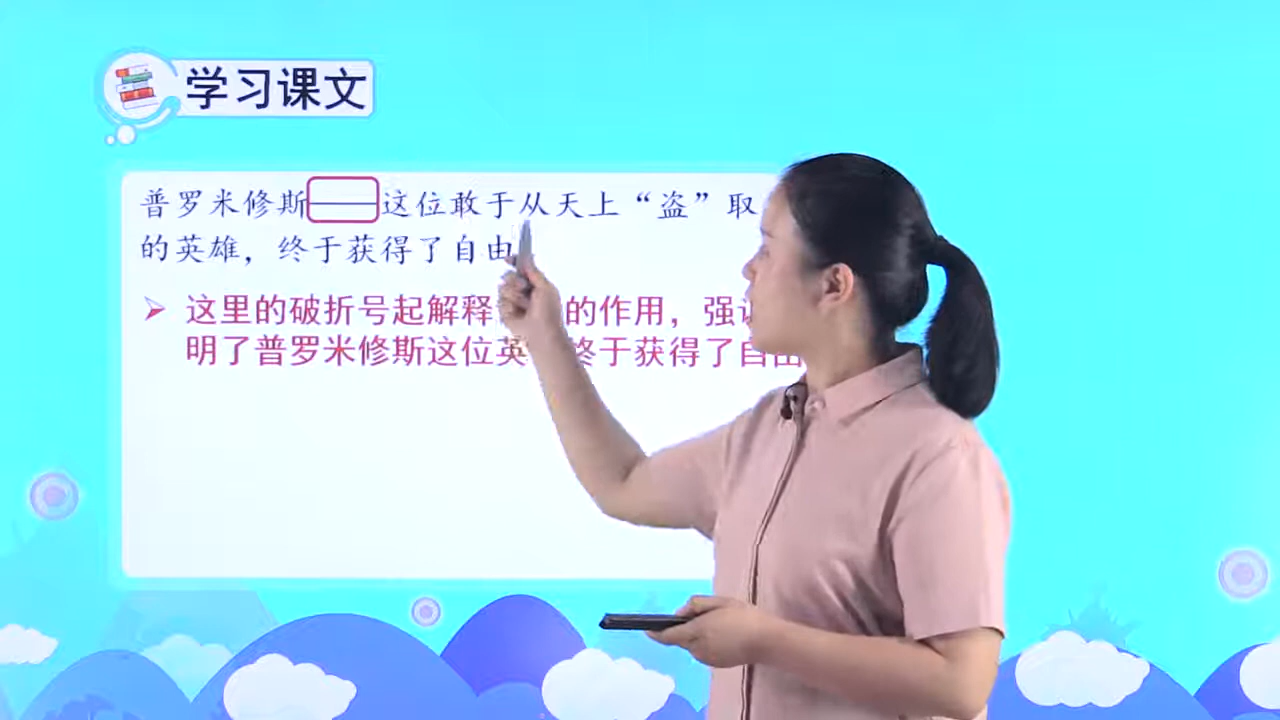 学习课文
普罗米修斯——这位敢于从天上“盗”取
的英雄，终于获得了自由
这里的破折号起解释 的作用，强
明了普罗米修斯这位英 终于获得了自由